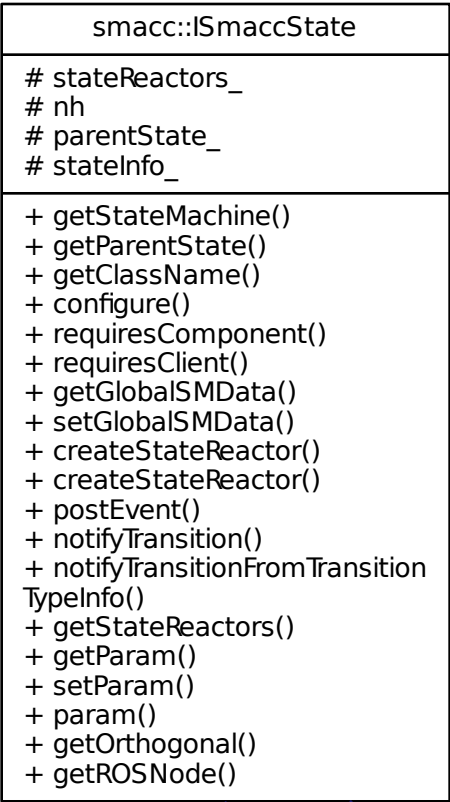 smacc::ISmaccState
# stateReactors_
# nh
# parentState_
# stateInfo_
+ getStateMachine()
+ getParentState()
+ getClassName()
+ configure()
+ requiresComponent()
+ requiresClient()
+ getGlobalSMData()
+ setGlobalSMData()
+ createStateReactor()
+ createStateReactor()
+ postEvent()
+ notifyTransition()
+ notifyTransitionFromTransition
TypeInfo()
+ getStateReactors()
+ getParam()
+ setParam()
+ param()
+ getOrthogonal()
+ getROSNode()